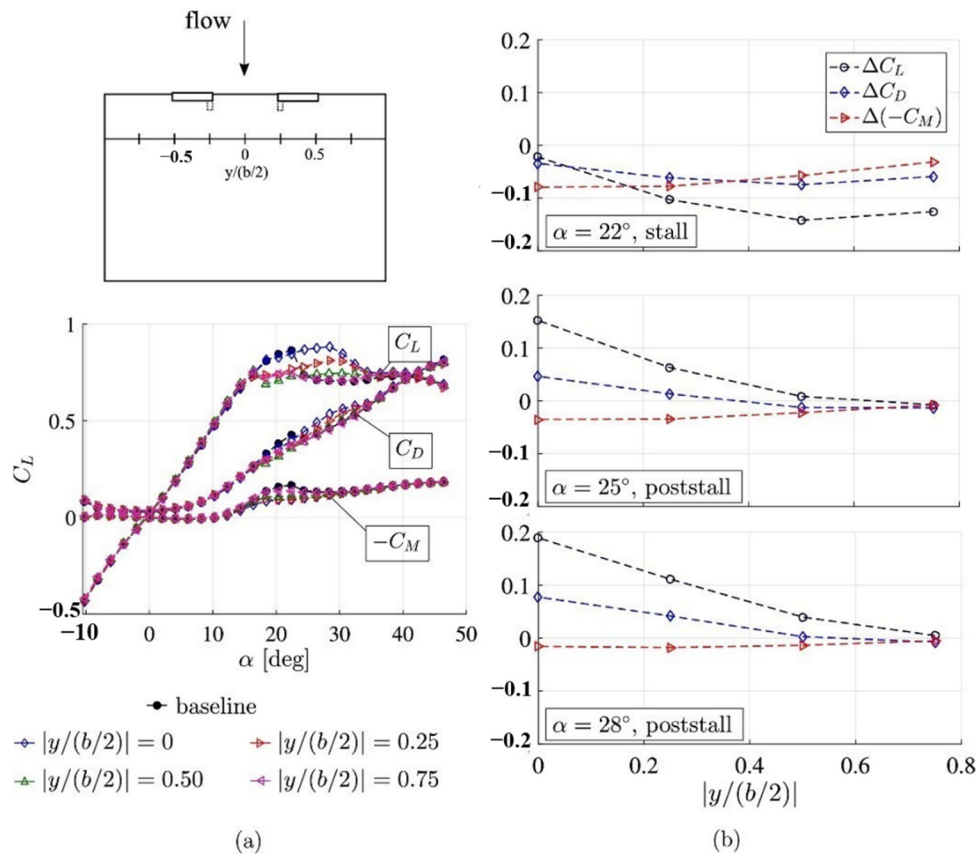 flow
−0.5
0
0.5
y/(b/2)
1
0.5
0
−0.5
C_L
C_L
C_D
−C_M
−10
0
10
20
30
40
50
α [deg]
baseline
|y/(b/2)| = 0
|y/(b/2)| = 0.25
|y/(b/2)| = 0.50
|y/(b/2)| = 0.75
(a)
0.2
0.1
0
−0.1
−0.2
ΔC_L
ΔC_D
Δ(−C_M)
α = 22°, stall
0.2
0.1
0
−0.1
−0.2
α = 25°, poststall
0.2
0.1
0
−0.1
−0.2
α = 28°, poststall
0
0.2
0.4
0.6
0.8
|y/(b/2)|
(b)